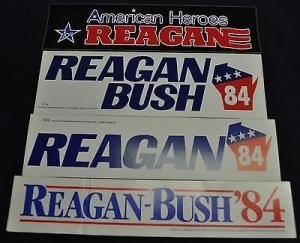 American Heroes
REAGAN
REAGAN
BUSH
84
REAGAN
84
REAGAN-BUSH'84